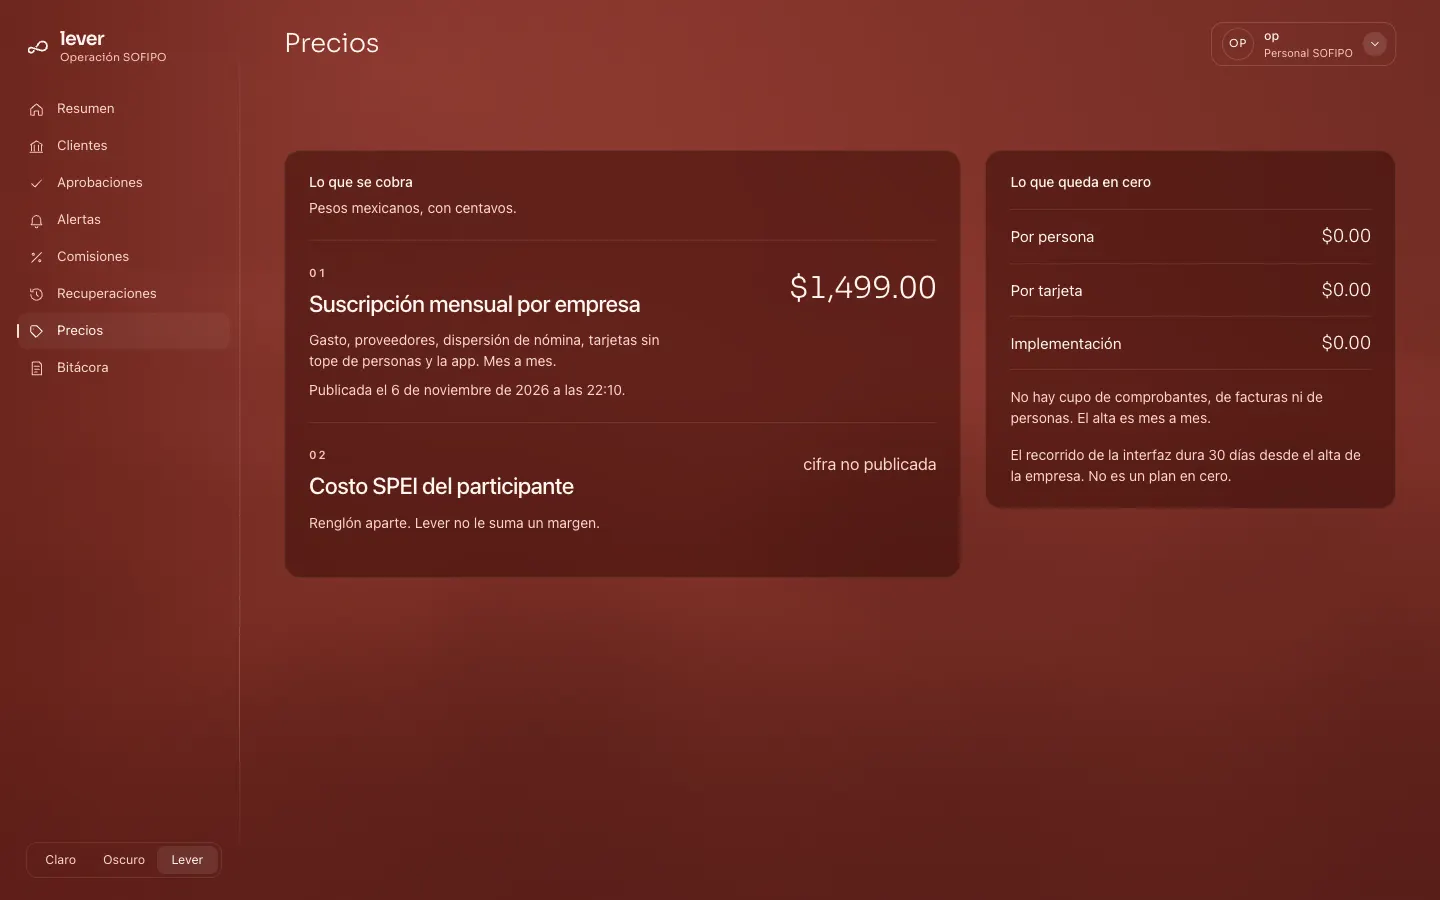 lever
Operación SOFIPO
Resumen
Clientes
Aprobaciones
Alertas
Comisiones
Recuperaciones
Precios
Bitácora
Claro
Oscuro
Lever
Precios
OP
op
Personal SOFIPO
Lo que se cobra
Pesos mexicanos, con centavos.
01
Suscripción mensual por empresa
$1,499.00
Gasto, proveedores, dispersión de nómina, tarjetas sin
tope de personas y la app. Mes a mes.
Publicada el 6 de noviembre de 2026 a las 22:10.
02
Costo SPEI del participante
cifra no publicada
Renglón aparte. Lever no le suma un margen.
Lo que queda en cero
Por persona
$0.00
Por tarjeta
$0.00
Implementación
$0.00
No hay cupo de comprobantes, de facturas ni de
personas. El alta es mes a mes.
El recorrido de la interfaz dura 30 días desde el alta de
la empresa. No es un plan en cero.